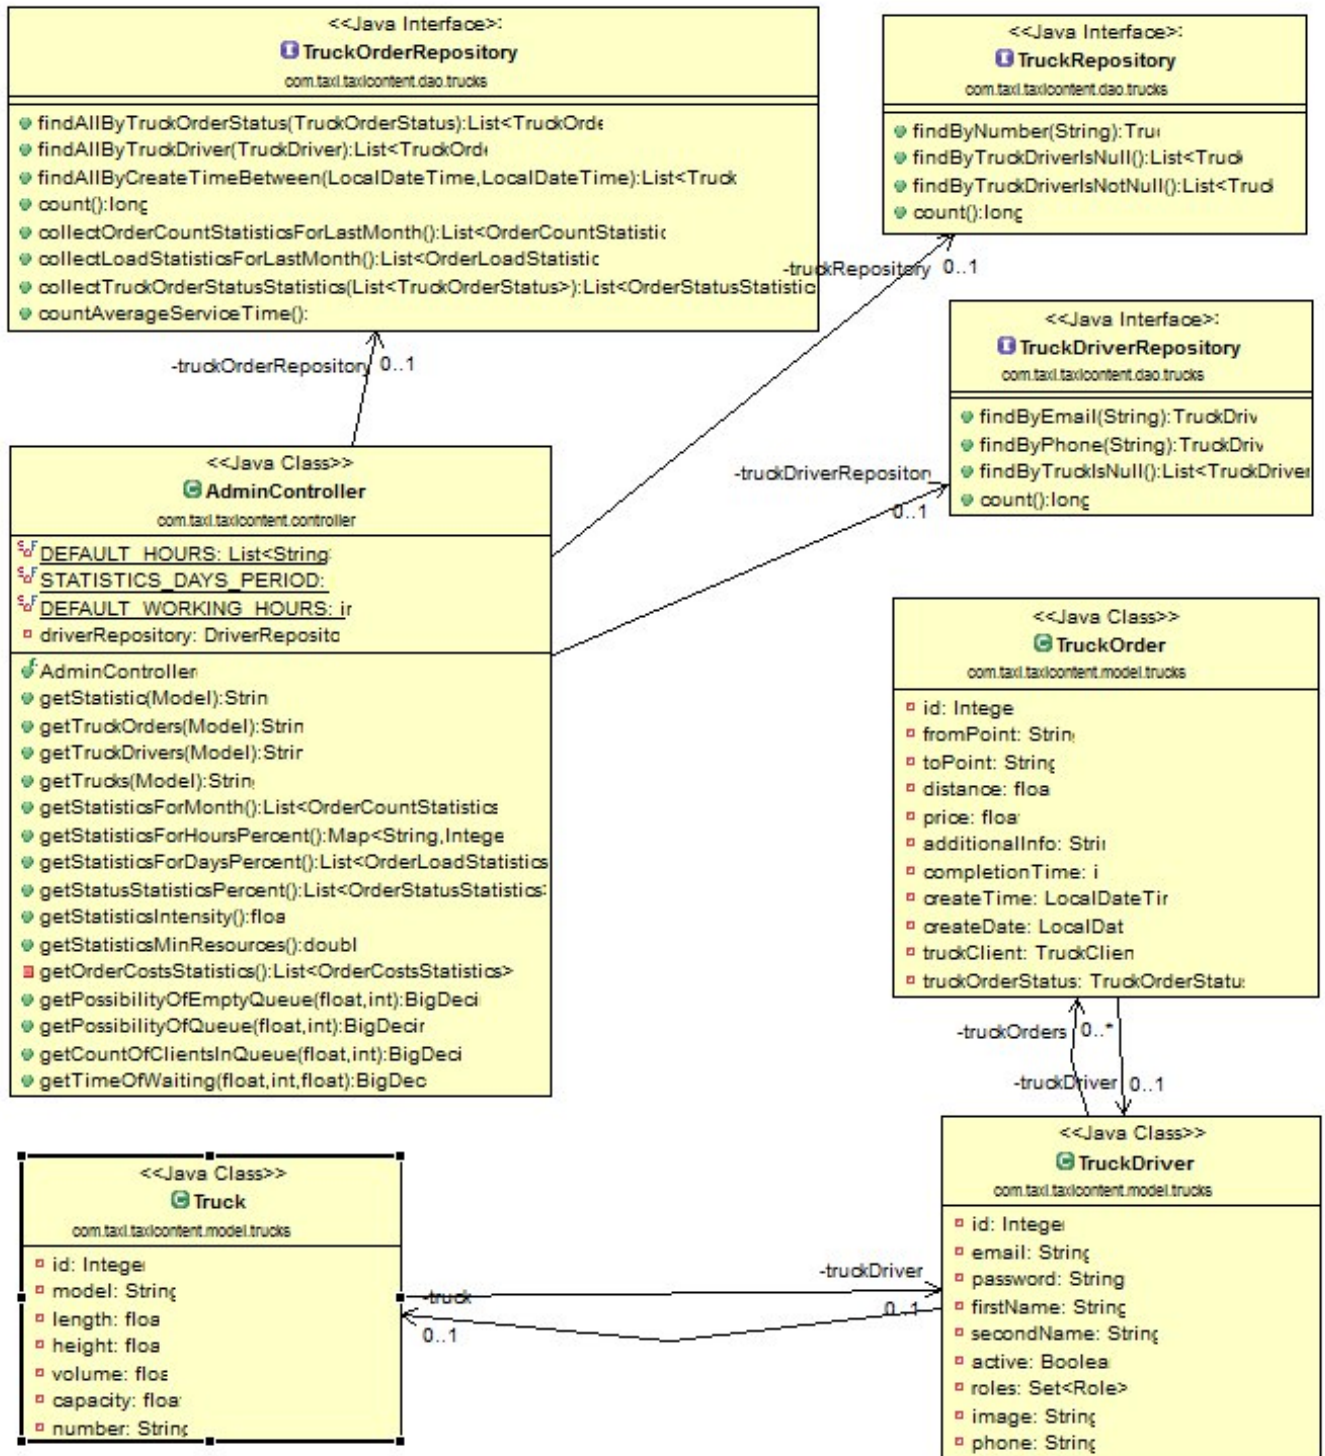 <<Java Interface>>
TruckOrderRepository
com.taxi.taxicontent.dao.trucks
findAllByTruckOrderStatus(TruckOrderStatus):List<TruckOrde
findAllByTruckDriver(TruckDriver):List<TruckOrd
findAllByCreateTimeBetween(LocalDateTime,LocalDateTime):List<Truck
count():long
collectOrderCountStatisticsForLastMonth():List<OrderCountStatistic
collectLoadStatisticsForLastMonth():List<OrderLoadStatistic
collectTruckOrderStatusStatistics(List<TruckOrderStatus>):List<OrderStatusStatistic
countAverageServiceTime():
<<Java Interface>>
TruckRepository
com.taxi.taxicontent.dao.trucks
findByNumber(String):Tru
findByTruckDriverIsNull():List<Truck
findByTruckDriverIsNotNull():List<Truck
count():long
-truckRepository 0..1
-truckOrderRepository 0..1
<<Java Interface>>
TruckDriverRepository
com.taxi.taxicontent.dao.trucks
findByEmail(String):TruckDriv
findByPhone(String):TruckDriv
findByTruckIsNull():List<TruckDriver
count():long
-truckDriverRepository
0..1
<<Java Class>>
AdminController
com.taxi.taxicontent.controller
DEFAULT_HOURS: List<String
STATISTICS_DAYS_PERIOD:
DEFAULT_WORKING_HOURS: ir
driverRepository: DriverReposito
AdminController
getStatistic(Model):Strin
getTruckOrders(Model):Strin
getTruckDrivers(Model):Strir
getTrucks(Model):String
getStatisticsForMonth():List<OrderCountStatistics
getStatisticsForHoursPercent():Map<String,Intege
getStatisticsForDaysPercent():List<OrderLoadStatistics
getStatusStatisticsPercent():List<OrderStatusStatistics
getStatisticsIntensity():floa
getStatisticsMinResources():doubl
getOrderCostsStatistics():List<OrderCostsStatistics>
getPossibilityOfEmptyQueue(float,int):BigDeci
getPossibilityOfQueue(float,int):BigDecir
getCountOfClientsInQueue(float,int):BigDeci
getTimeOfWaiting(float,int,float):BigDec
<<Java Class>>
TruckOrder
com.taxi.taxicontent.model.trucks
id: Intege
fromPoint: String
toPoint: String
distance: floa
price: floa
additionalInfo: Strii
completionTime: i
createTime: LocalDateTir
createDate: LocalDat
truckClient: TruckClien
truckOrderStatus: TruckOrderStatu
-truckOrders 0..*
-truckDriver 0..1
<<Java Class>>
Truck
com.taxi.taxicontent.model.trucks
id: Intege
model: String
length: floa
height: floa
volume: floa
capacity: floa
number: String
-truck
0..1
-truckDriver
0..1
<<Java Class>>
TruckDriver
com.taxi.taxicontent.model.trucks
id: Intege
email: String
password: String
firstName: String
secondName: String
active: Boolea
roles: Set<Role>
image: String
phone: String